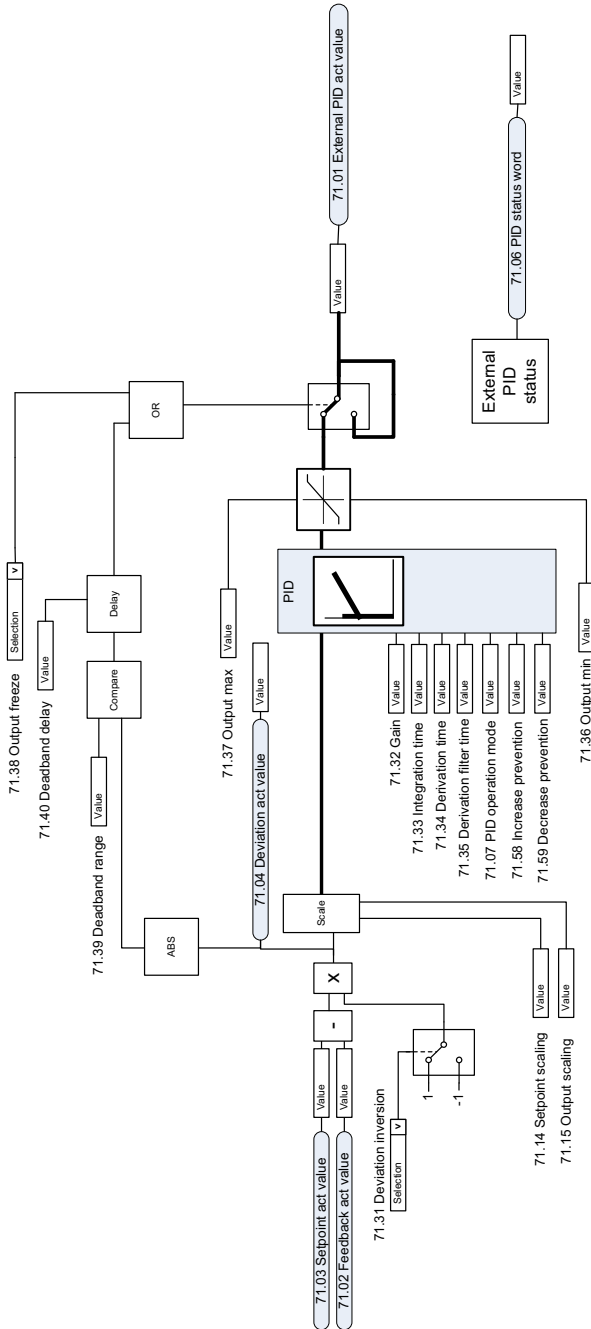 71.38 Output freeze
Selection
v
71.40 Deadband delay
Value
71.39 Deadband range
Value
Compare
Delay
OR
ABS
71.37 Output max
Value
71.04 Deviation act value
Value
71.03 Setpoint act value
Value
71.02 Feedback act value
Value
-
X
Scale
PID
Value
71.01 External PID act value
71.31 Deviation inversion
Selection
v
1
-1
71.14 Setpoint scaling
Value
71.15 Output scaling
Value
71.32 Gain
Value
71.33 Integration time
Value
71.34 Derivation time
Value
71.35 Derivation filter time
Value
71.07 PID operation mode
Value
71.58 Increase prevention
Value
71.59 Decrease prevention
Value
71.36 Output min
Value
External
PID
status
71.06 PID status word
Value